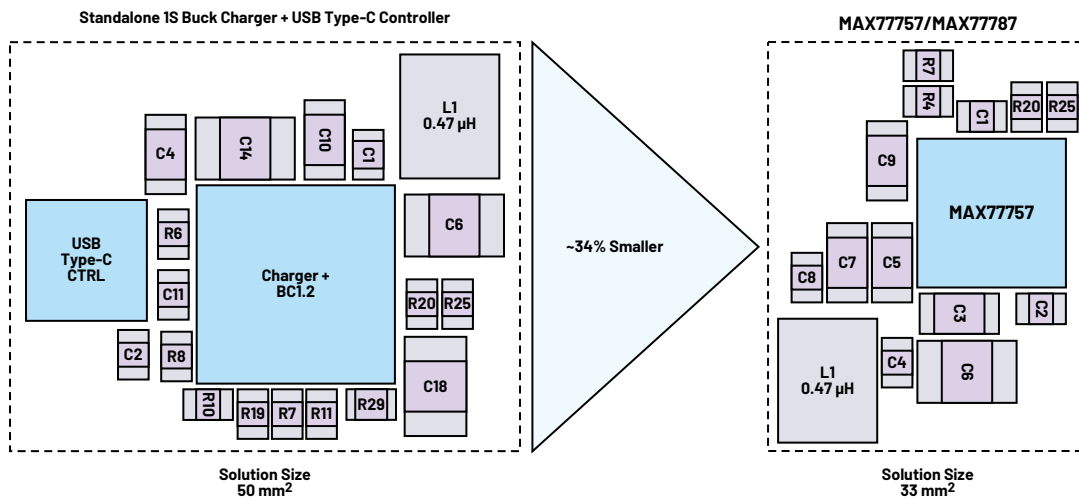 Standalone 1S Buck Charger + USB Type-C Controller
C4
C14
C10
C1
L1
0.47 µH
USB
Type-C
CTRL
R6
C11
C2
R8
Charger +
BC1.2
C6
R20
R25
C18
R10
R19
R7
R11
R29
Solution Size
50 mm²
~34% Smaller
MAX77757/MAX77787
R7
R4
C1
R20
R25
C9
MAX77757
C8
C7
C5
C3
C2
L1
0.47 µH
C4
C6
Solution Size
33 mm²